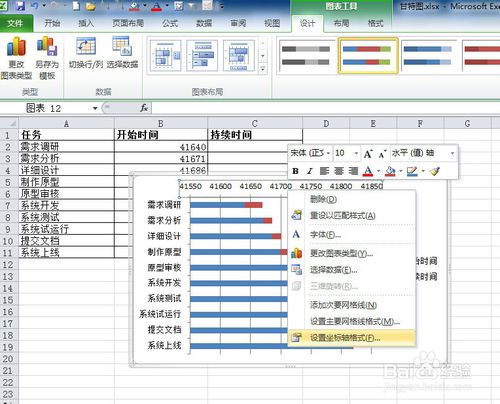 图表工具
甘特图.xlsx - Microsoft Exc
文件 开始 插入 页面布局 公式 数据 审阅 视图 设计 布局 格式
更改 图表类型 另存为 模板 切换行/列 选择数据
类型 数据 图表布局
图表 12 fx
A B C D E F G H
1 任务 开始时间 持续时间
2 需求调研 41640
3 需求分析 41671
4 详细设计 41686
5 制作原型
6 原型审核
7 系统开发
8 系统测试
9 系统试运行
10 提交文档
11 系统上线
12
13
14
15
16
17
18
19
20
21
22
23
宋体 (正文 10 A A 水平 (值) 轴
B I A
41550 41600 41650 41700 41750 41800 41850
需求调研
需求分析
详细设计
制作原型
原型审核
系统开发
系统测试
系统试运行
提交文档
系统上线
始时间
续时间
删除(D)
重设以匹配样式(A)
字体(F)...
更改图表类型(Y)...
选择数据(E)...
三维旋转(R)...
添加次要网格线(N)
设置主要网格线格式(M)...
设置坐标轴格式(F)...
Bai 经验
jingyan.baidu.com